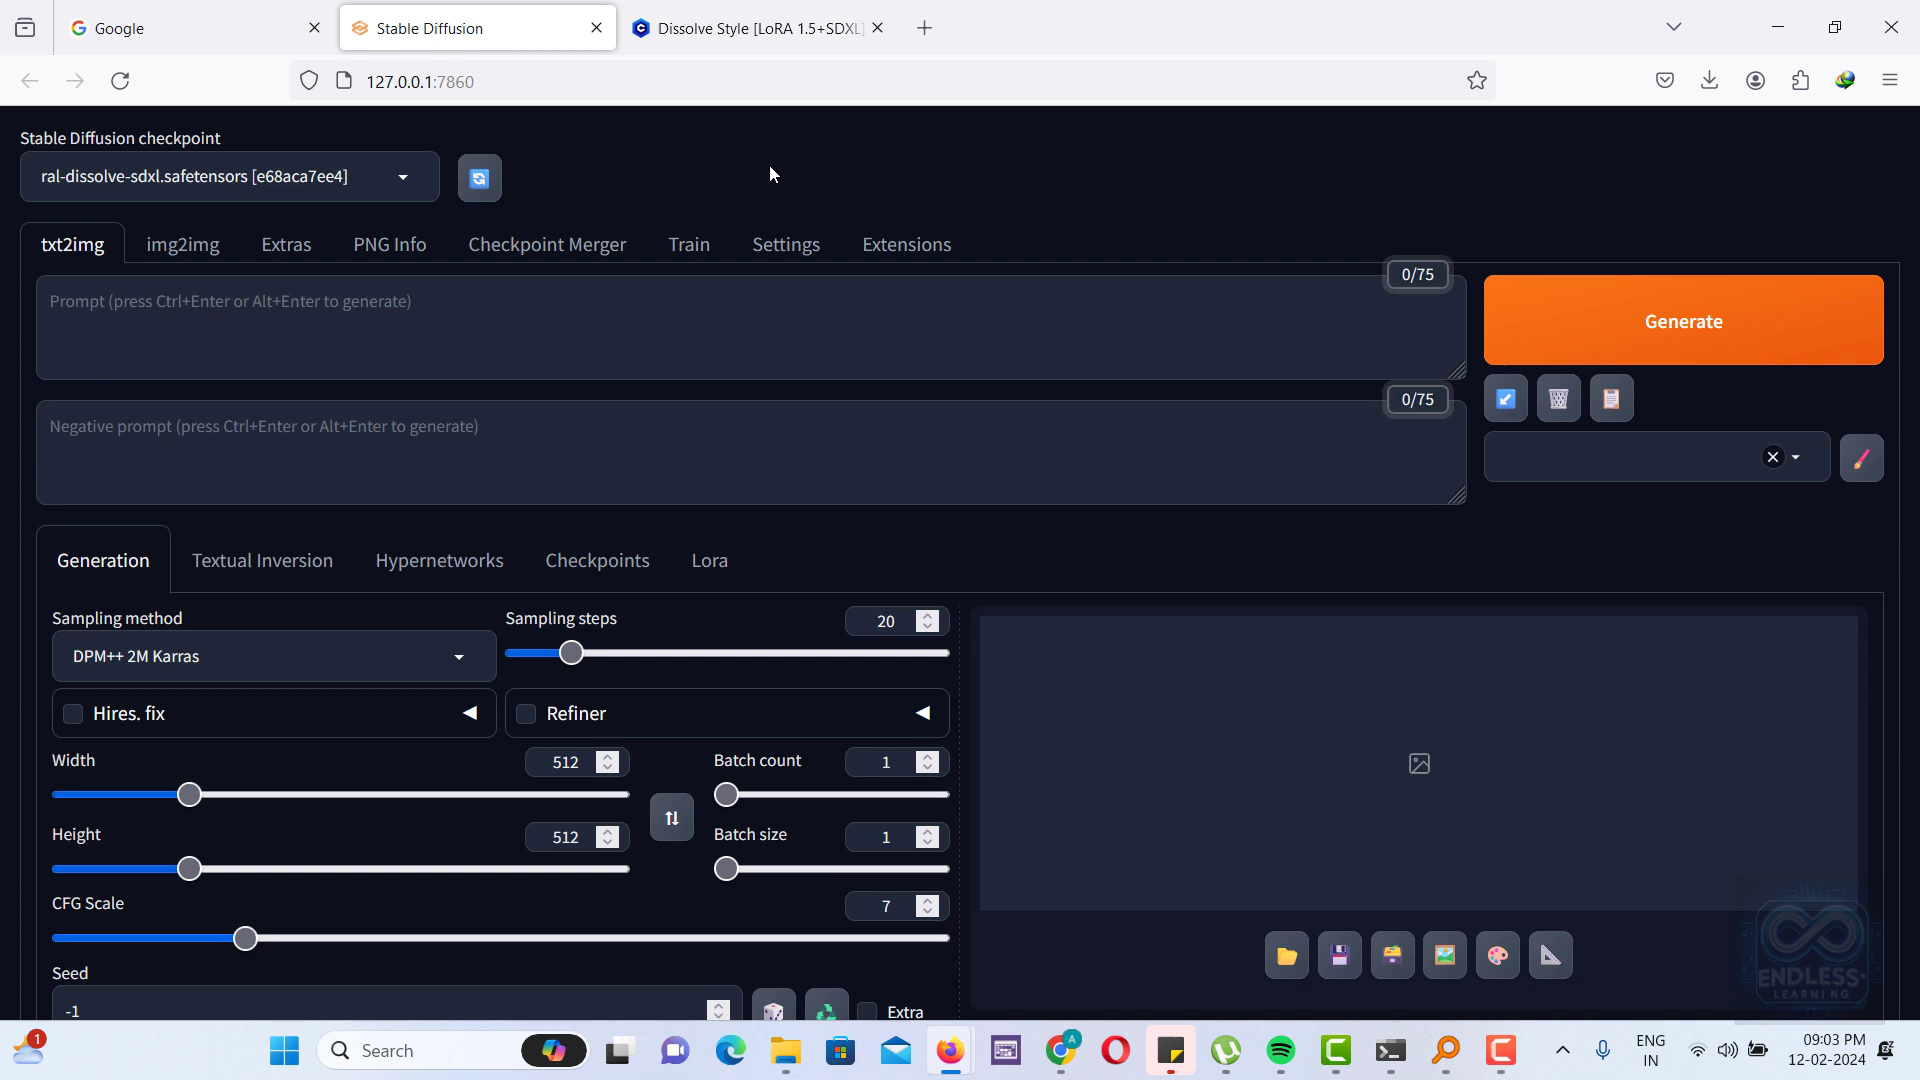 Google
Stable Diffusion
Dissolve Style [LoRA 1.5+SDXL]
127.0.0.1:7860
Stable Diffusion checkpoint
ral-dissolve-sdxl.safetensors [e68aca7ee4]
txt2img
img2img
Extras
PNG Info
Checkpoint Merger
Train
Settings
Extensions
Prompt (press Ctrl+Enter or Alt+Enter to generate)
0/75
Generate
Negative prompt (press Ctrl+Enter or Alt+Enter to generate)
0/75
Generation
Textual Inversion
Hypernetworks
Checkpoints
Lora
Sampling method
DPM++ 2M Karras
Sampling steps
20
Hires. fix
Refiner
Width
512
Batch count
1
Height
512
Batch size
1
CFG Scale
7
Seed
-1
Extra
ENDLESS
LEARNING
1
Search
A
ENG
IN
09:03 PM
12-02-2024